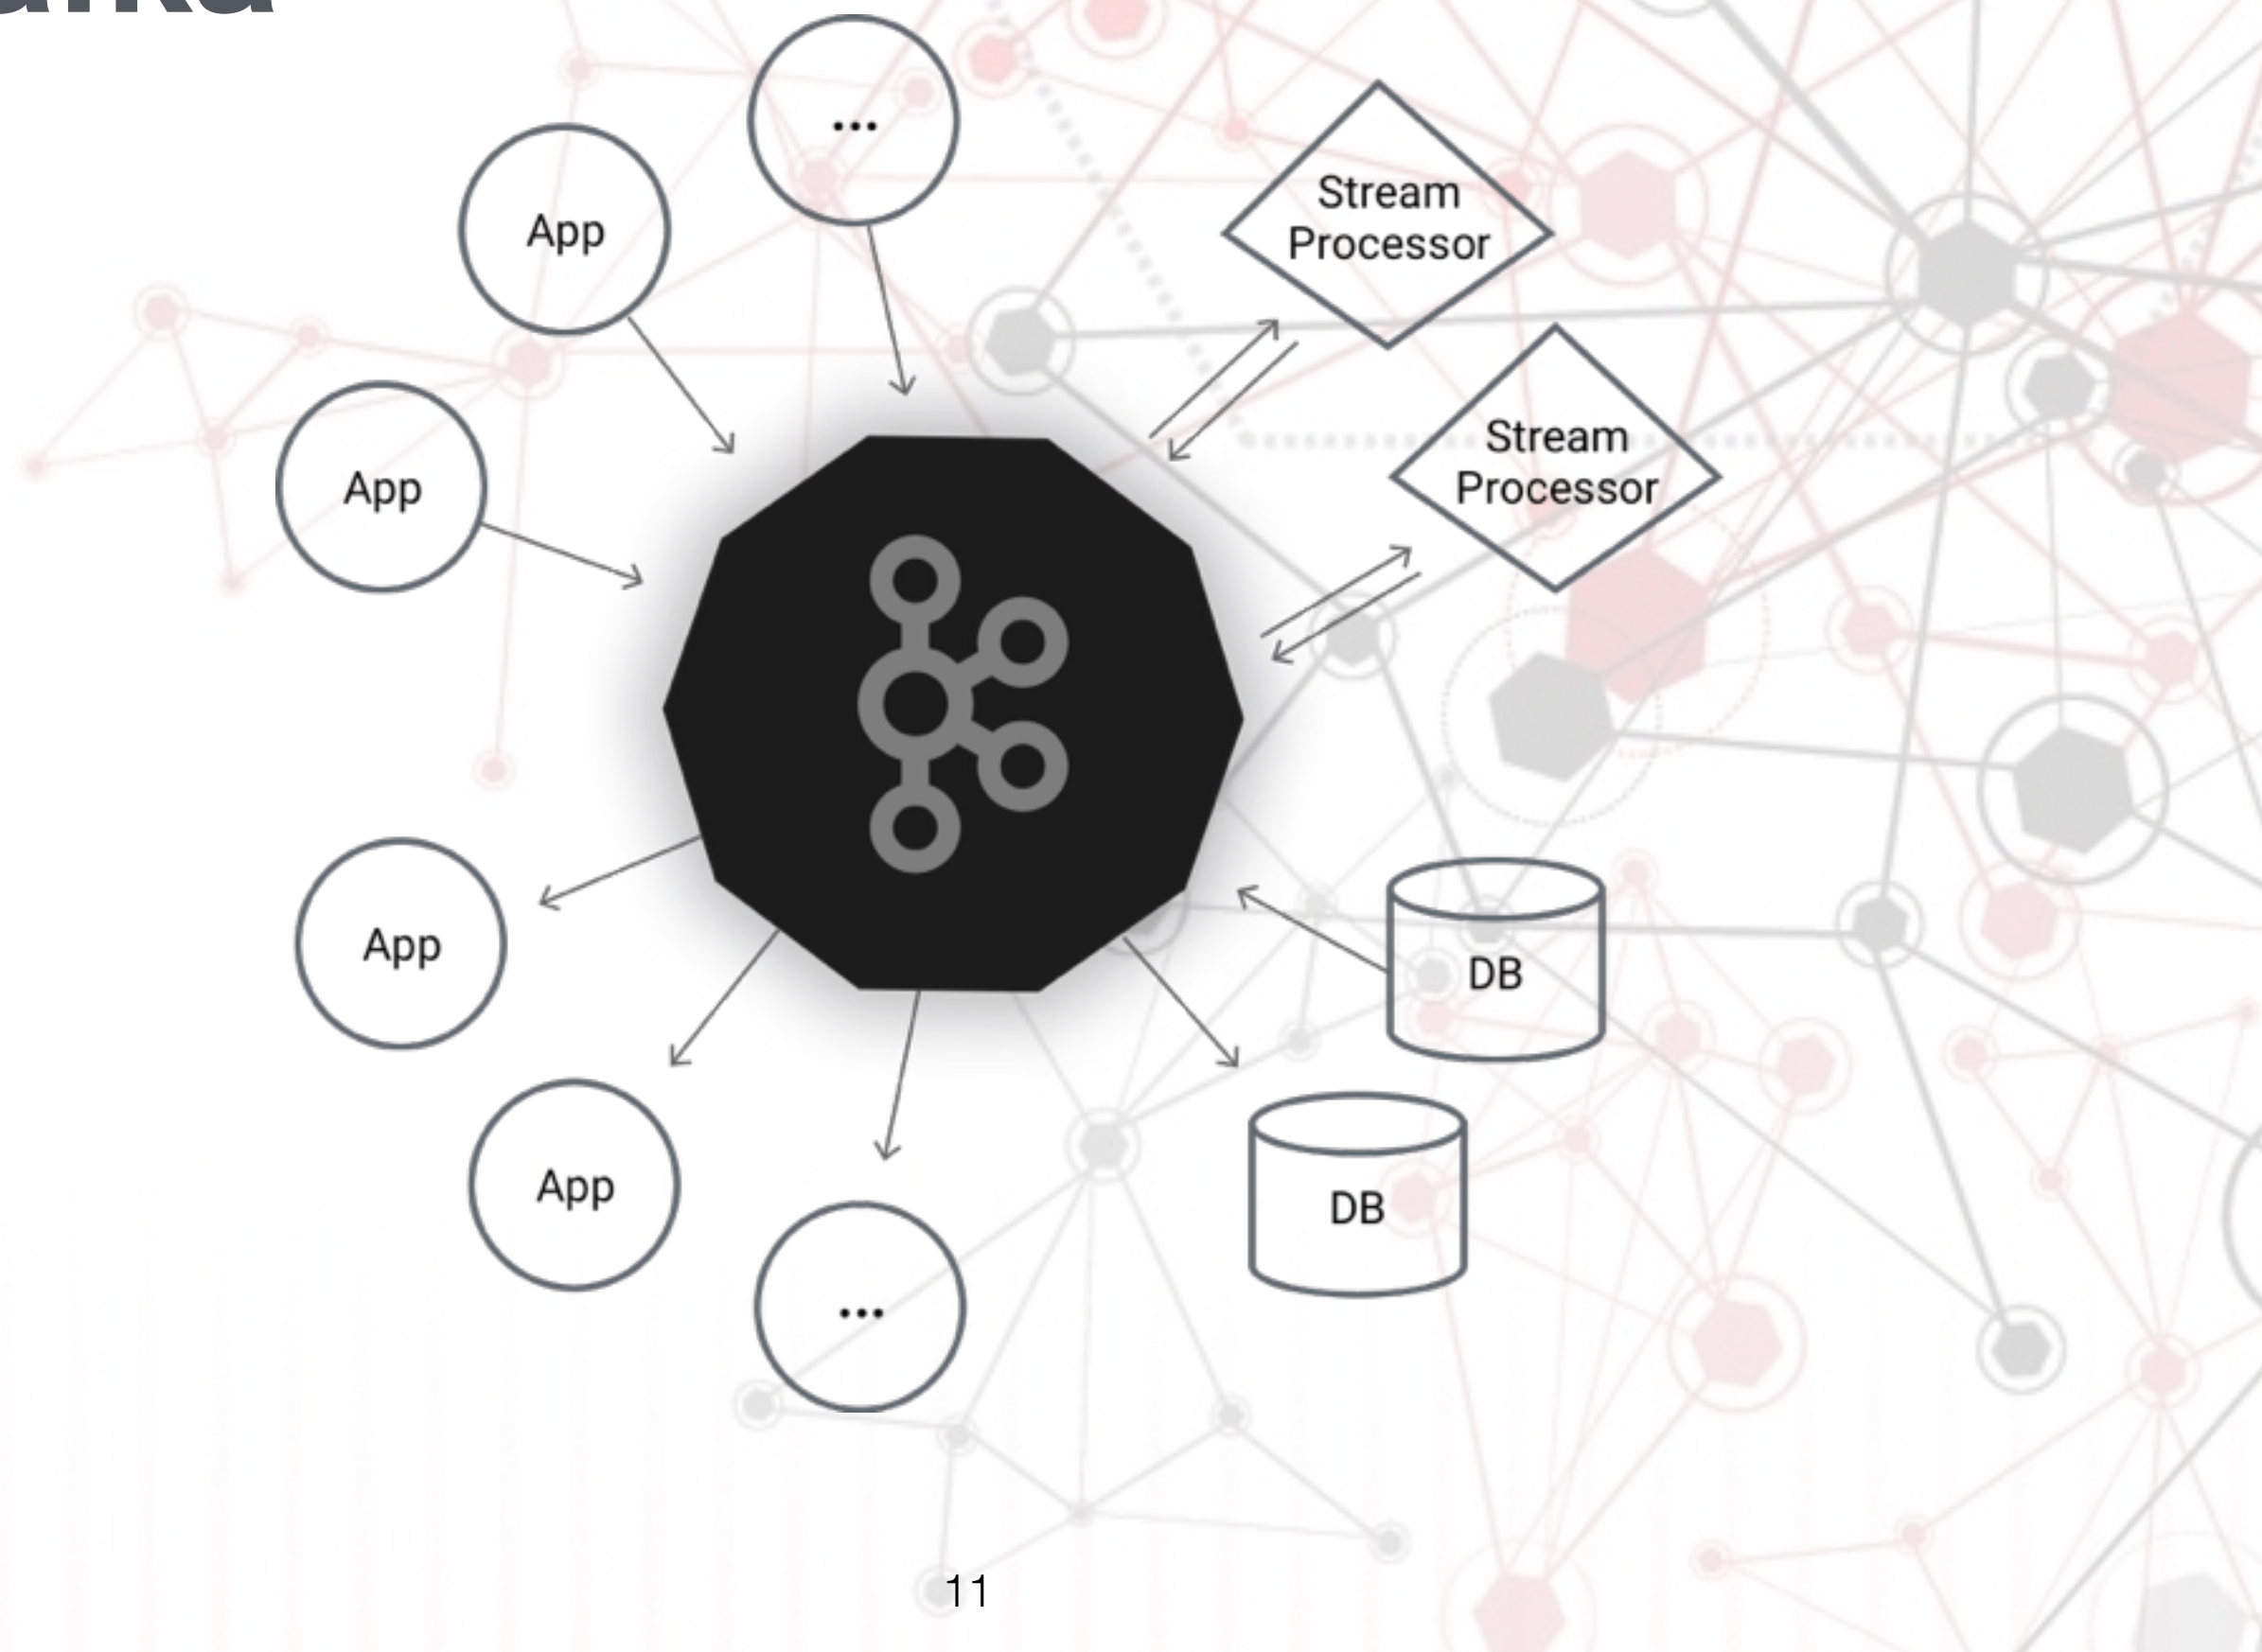 ...
App
Stream
Processor
App
Stream
Processor
App
DB
App
DB
...
11